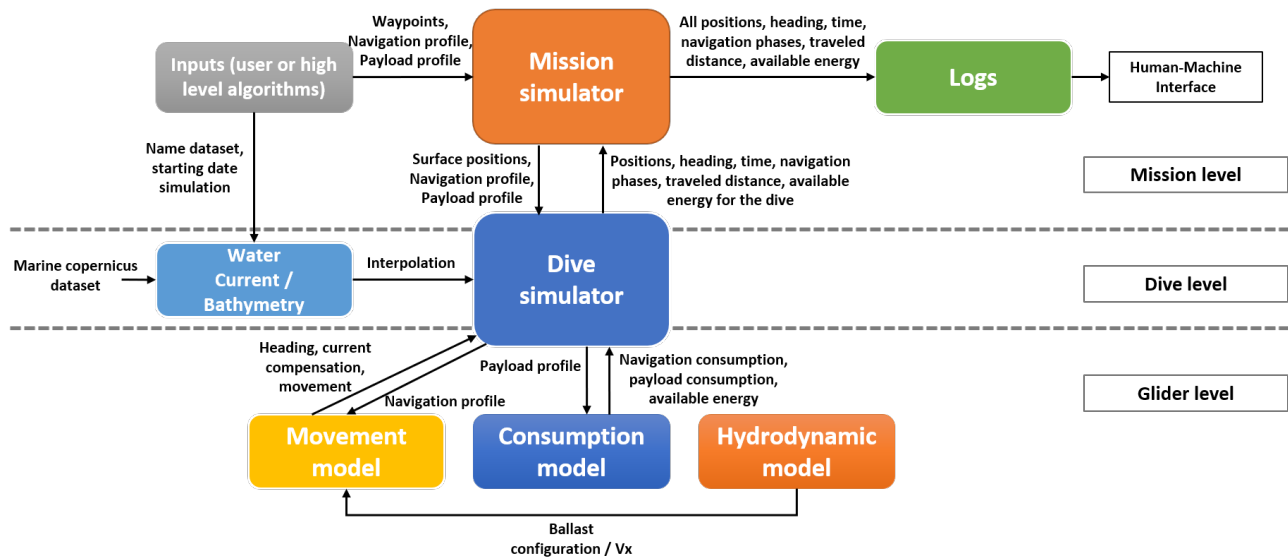 Waypoints,
Navigation profile,
Payload profile
All positions, heading, time,
navigation phases, traveled
distance, available energy
Inputs (user or high
level algorithms)
Mission
simulator
Logs
Human-Machine
Interface
Name dataset,
starting date
simulation
Surface positions,
Navigation profile,
Payload profile
Positions, heading, time, navigation
phases, traveled distance, available
energy for the dive
Mission level
Marine copernicus
dataset
Water
Current /
Bathymetry
Interpolation
Dive
simulator
Dive level
Heading, current
compensation,
movement
Navigation profile
Payload profile
Navigation consumption,
payload consumption,
available energy
Glider level
Movement
model
Consumption
model
Hydrodynamic
model
Ballast
configuration / Vx